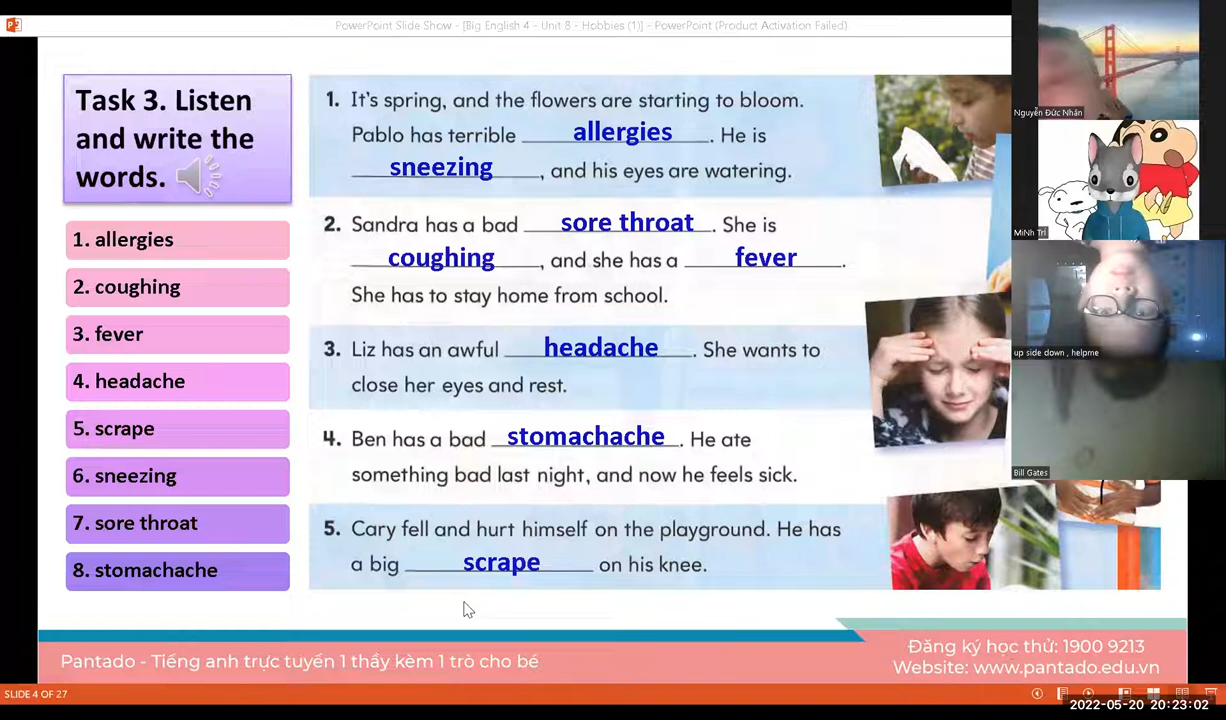 PowerPoint Slide Show - [Big English 4 - Unit 8 - Hobbies (1)] - PowerPoint (Product Activation Failed)
Task 3. Listen
and write the
words.
1. allergies
2. coughing
3. fever
4. headache
5. scrape
6. sneezing
7. sore throat
8. stomachache
1. It's spring, and the flowers are starting to bloom.
Pablo has terrible allergies. He is
sneezing, and his eyes are watering.
2. Sandra has a bad sore throat. She is
coughing, and she has a fever.
She has to stay home from school.
3. Liz has an awful headache. She wants to
close her eyes and rest.
4. Ben has a bad stomachache. He ate
something bad last night, and now he feels sick.
5. Cary fell and hurt himself on the playground. He has
a big scrape on his knee.
Nguyễn Đức Nhân
MiNh TrI
up side down , helpme
Bill Gates
Pantado - Tiếng anh trực tuyến 1 thầy kèm 1 trò cho bé
Đăng ký học thử: 1900 9213
Website: www.pantado.edu.vn
SLIDE 4 OF 27
2022-05-20 20:23:02